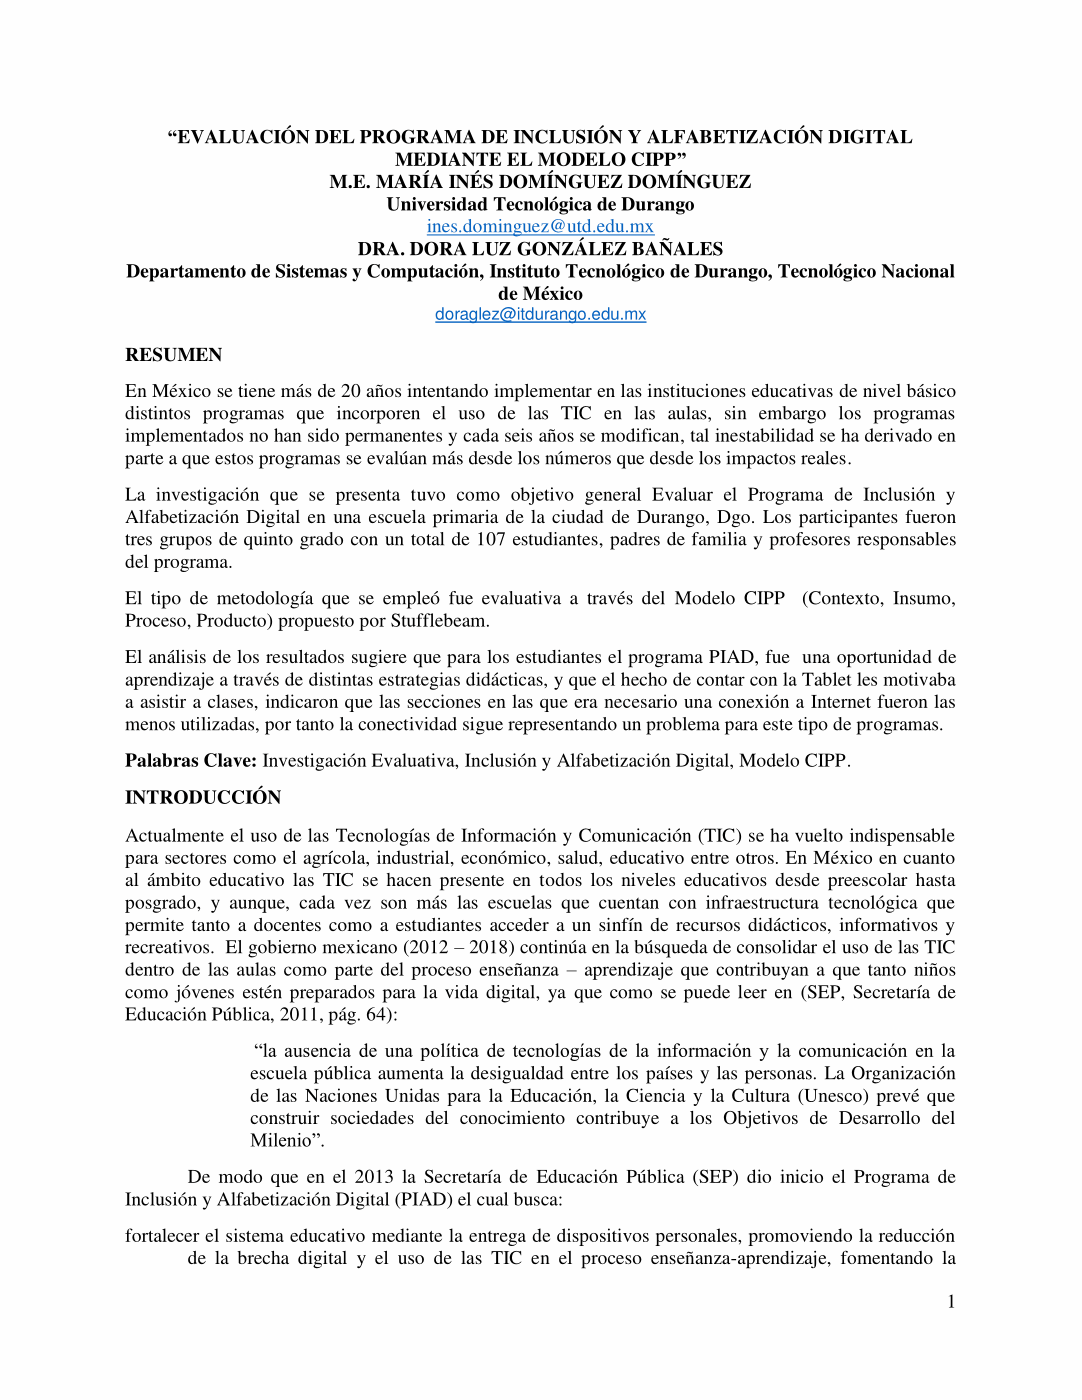 “EVALUACIÓN DEL PROGRAMA DE INCLUSIÓN Y ALFABETIZACIÓN DIGITAL
MEDIANTE EL MODELO CIPP”
M.E. MARÍA INÉS DOMÍNGUEZ DOMÍNGUEZ
Universidad Tecnológica de Durango
ines.dominguez@utd.edu.mx
DRA. DORA LUZ GONZÁLEZ BAÑALES
Departamento de Sistemas y Computación, Instituto Tecnológico de Durango, Tecnológico Nacional
de México
doraglez@itdurango.edu.mx
RESUMEN
En México se tiene más de 20 años intentando implementar en las instituciones educativas de nivel básico
distintos programas que incorporen el uso de las TIC en las aulas, sin embargo los programas
implementados no han sido permanentes y cada seis años se modifican, tal inestabilidad se ha derivado en
parte a que estos programas se evalúan más desde los números que desde los impactos reales.
La investigación que se presenta tuvo como objetivo general Evaluar el Programa de Inclusión y
Alfabetización Digital en una escuela primaria de la ciudad de Durango, Dgo. Los participantes fueron
tres grupos de quinto grado con un total de 107 estudiantes, padres de familia y profesores responsables
del programa.
El tipo de metodología que se empleó fue evaluativa a través del Modelo CIPP  (Contexto, Insumo,
Proceso, Producto) propuesto por Stufflebeam.
El análisis de los resultados sugiere que para los estudiantes el programa PIAD, fue  una oportunidad de
aprendizaje a través de distintas estrategias didácticas, y que el hecho de contar con la Tablet les motivaba
a asistir a clases, indicaron que las secciones en las que era necesario una conexión a Internet fueron las
menos utilizadas, por tanto la conectividad sigue representando un problema para este tipo de programas.
Palabras Clave: Investigación Evaluativa, Inclusión y Alfabetización Digital, Modelo CIPP.
INTRODUCCIÓN
Actualmente el uso de las Tecnologías de Información y Comunicación (TIC) se ha vuelto indispensable
para sectores como el agrícola, industrial, económico, salud, educativo entre otros. En México en cuanto
al ámbito educativo las TIC se hacen presente en todos los niveles educativos desde preescolar hasta
posgrado, y aunque, cada vez son más las escuelas que cuentan con infraestructura tecnológica que
permite tanto a docentes como a estudiantes acceder a un sinfín de recursos didácticos, informativos y
recreativos.  El gobierno mexicano (2012 – 2018) continúa en la búsqueda de consolidar el uso de las TIC
dentro de las aulas como parte del proceso enseñanza – aprendizaje que contribuyan a que tanto niños
como jóvenes estén preparados para la vida digital, ya que como se puede leer en (SEP, Secretaría de
Educación Pública, 2011, pág. 64):
“la ausencia de una política de tecnologías de la información y la comunicación en la
escuela pública aumenta la desigualdad entre los países y las personas. La Organización
de las Naciones Unidas para la Educación, la Ciencia y la Cultura (Unesco) prevé que
construir sociedades del conocimiento contribuye a los Objetivos de Desarrollo del
Milenio”.
De modo que en el 2013 la Secretaría de Educación Pública (SEP) dio inicio el Programa de
Inclusión y Alfabetización Digital (PIAD) el cual busca:
fortalecer el sistema educativo mediante la entrega de dispositivos personales, promoviendo la reducción
de la brecha digital y el uso de las TIC en el proceso enseñanza-aprendizaje, fomentando la
1